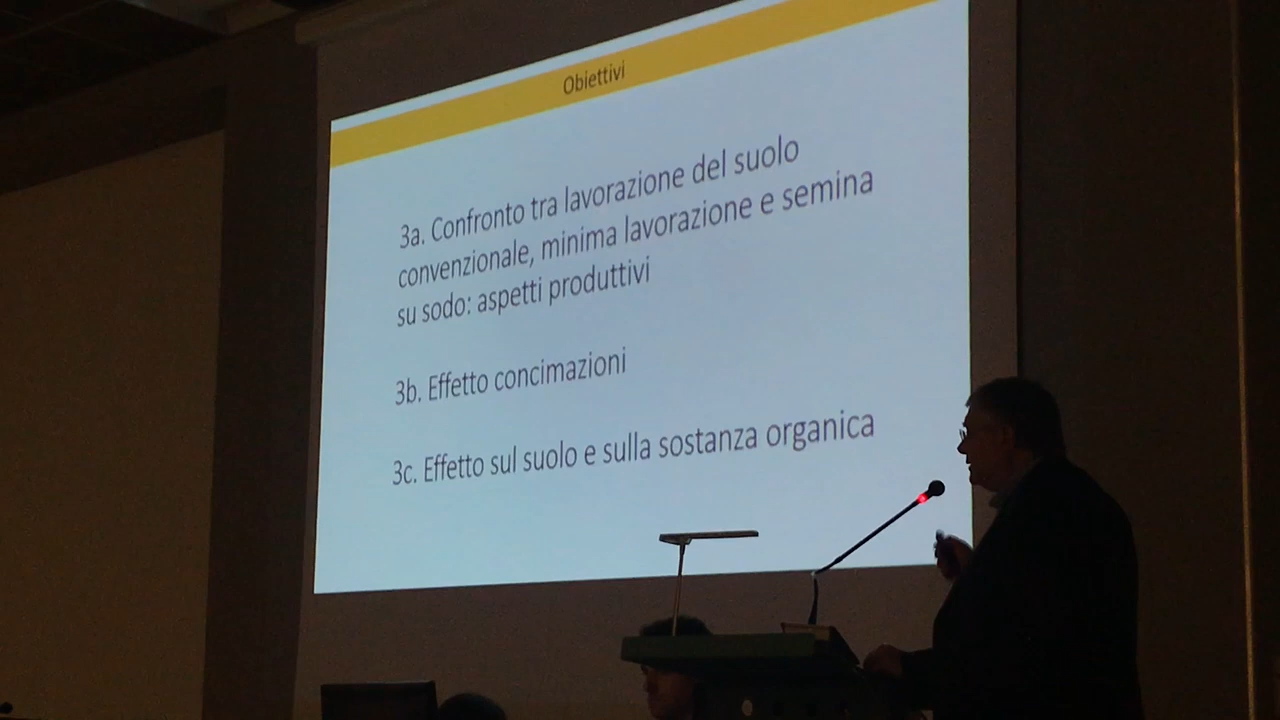 Obiettivi
3a. Confronto tra lavorazione del suolo
convenzionale, minima lavorazione e semina
su sodo: aspetti produttivi
3b. Effetto concimazioni
3c. Effetto sul suolo e sulla sostanza organica